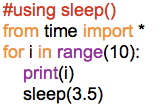 #using sleep()
from time import *
for i in range(10):
    print(i)
    sleep(3.5)